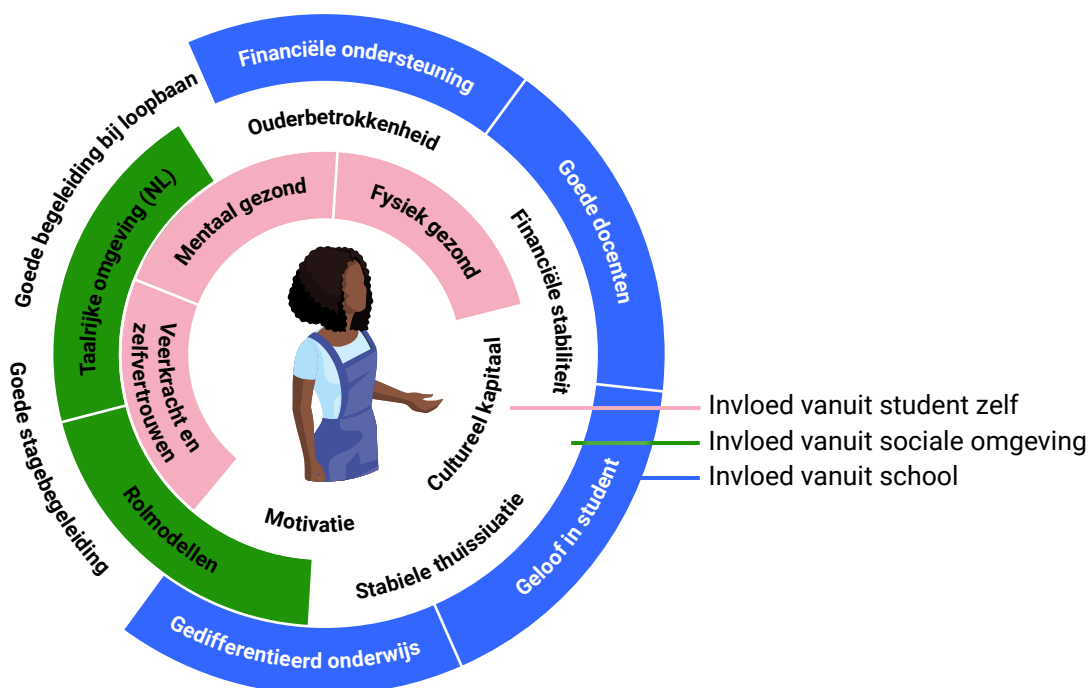 Financiële ondersteuning
Goede begeleiding bij loopbaan
Ouderbetrokkenheid
Goede docenten
Taalrijke omgeving (NL)
Mentaal gezond
Fysiek gezond
Financiële stabiliteit
Veerkracht en
zelfvertrouwen
Cultureel kapitaal
Goede stagebegeleiding
Rolmodellen
Motivatie
Stabiele thuissiuatie
Geloof in student
Gedifferentieerd onderwijs
Invloed vanuit student zelf
Invloed vanuit sociale omgeving
Invloed vanuit school